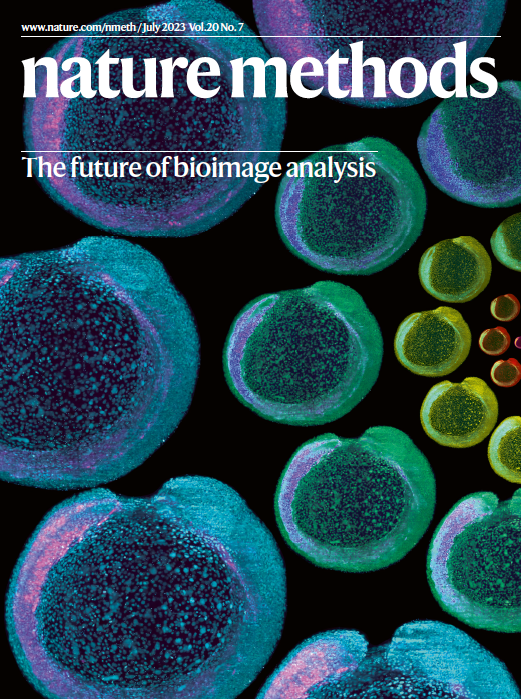 www.nature.com/nmeth / July 2023 Vol. 20 No. 7
nature methods
The future of bioimage analysis